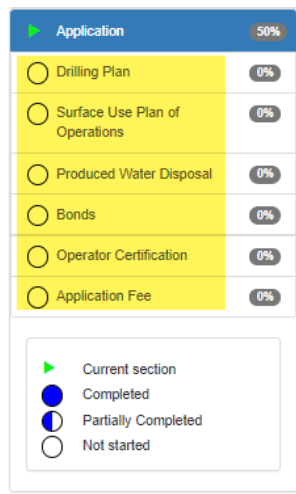 Application 50%
Drilling Plan 0%
Surface Use Plan of 0%
Operations
Produced Water Disposal 0%
Bonds 0%
Operator Certification 0%
Application Fee 0%
Current section
Completed
Partially Completed
Not started